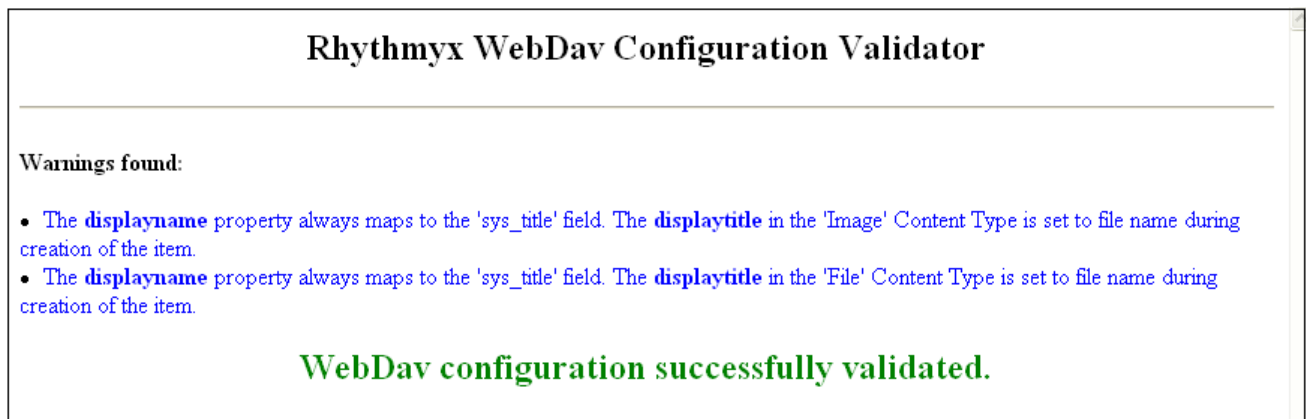 Rhythmyx WebDav Configuration Validator
Warnings found:
• The displayname property always maps to the 'sys_title' field. The displaytitle in the 'Image' Content Type is set to file name during
creation of the item.
• The displayname property always maps to the 'sys_title' field. The displaytitle in the 'File' Content Type is set to file name during
creation of the item.
WebDav configuration successfully validated.